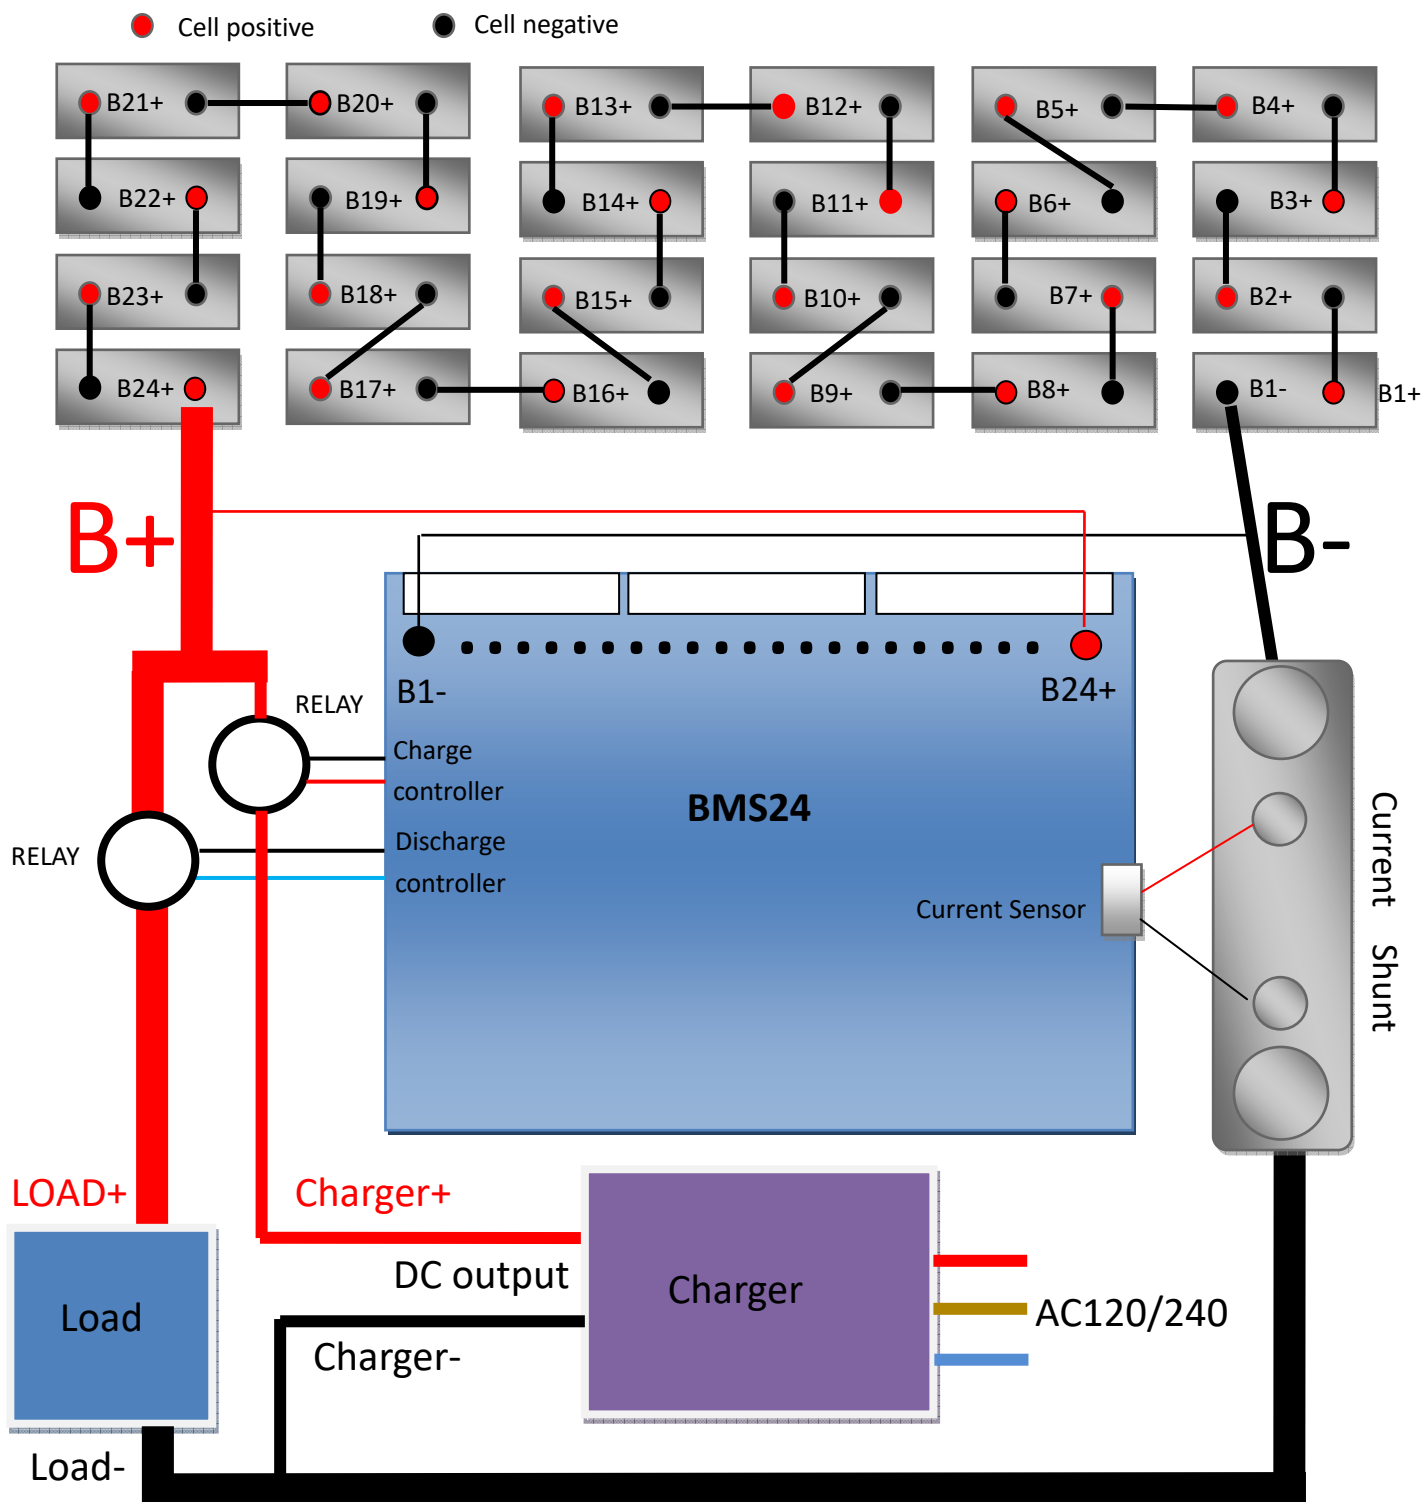 Cell positive
Cell negative
B21+
B20+
B13+
B12+
B5+
B4+
B22+
B19+
B14+
B11+
B6+
B3+
B23+
B18+
B15+
B10+
B7+
B2+
B24+
B17+
B16+
B9+
B8+
B1-
B1+
B+
B-
B1-
B24+
RELAY
Charge
controller
BMS24
Discharge
controller
RELAY
Current Sensor
Current Shunt
LOAD+
Charger+
DC output
Charger
Load
AC120/240
Charger-
Load-